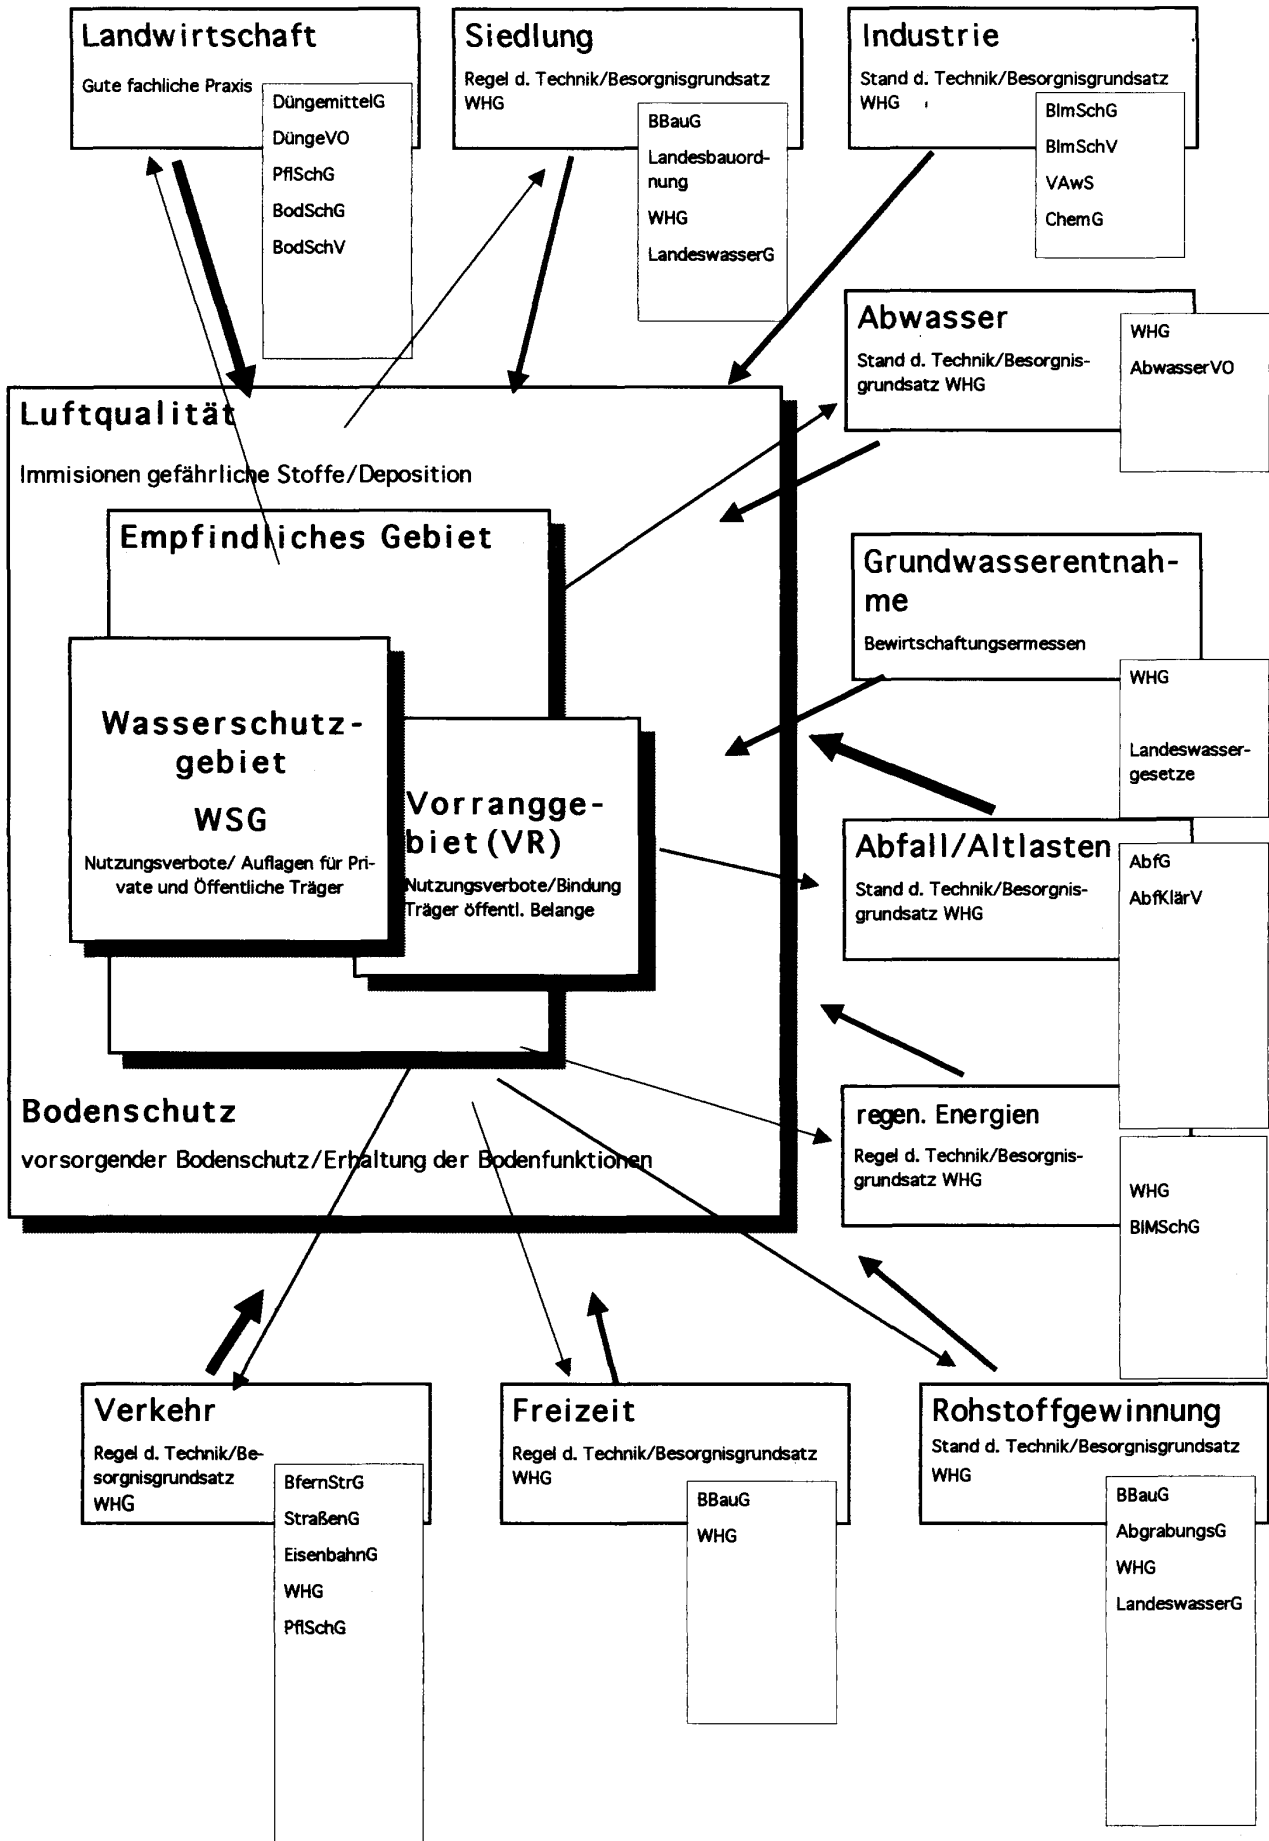 Landwirtschaft
Gute fachliche Praxis
DüngemittelG
DüngeVO
PflSchG
BodSchG
BodSchV
Siedlung
Regel d. Technik/Besorgnisgrundsatz
WHG
BBauG
Landesbauord-
nung
WHG
LandeswasserG
Industrie
Stand d. Technik/Besorgnisgrundsatz
WHG
BImSchG
BImSchV
VAwS
ChemG
Abwasser
Stand d. Technik/Besorgnis-
grundsatz WHG
WHG
AbwasserVO
Luftqualität
Immisionen gefährliche Stoffe/Deposition
Empfindliches Gebiet
Wasserschutz-
gebiet
WSG
Nutzungsverbote/ Auflagen für Pri-
vate und Öffentliche Träger
Vorrangge-
biet (VR)
Nutzungsverbote/Bindung
Träger öffentl. Belange
Grundwasserentnah-
me
Bewirtschaftungsermessen
WHG
Landeswasser-
gesetze
Abfall/Altlasten
Stand d. Technik/Besorgnis-
grundsatz WHG
AbfG
AbfKlärV
Bodenschutz
vorsorgender Bodenschutz/Erhaltung der Bodenfunktionen
regen. Energien
Regel d. Technik/Besorgnis-
grundsatz WHG
WHG
BIMSchG
Verkehr
Regel d. Technik/Be-
sorgnisgrundsatz
WHG
BfernStrG
StraßenG
EisenbahnG
WHG
PflSchG
Freizeit
Regel d. Technik/Besorgnisgrundsatz
WHG
BBauG
WHG
Rohstoffgewinnung
Stand d. Technik/Besorgnisgrundsatz
WHG
BBauG
AbgrabungsG
WHG
LandeswasserG